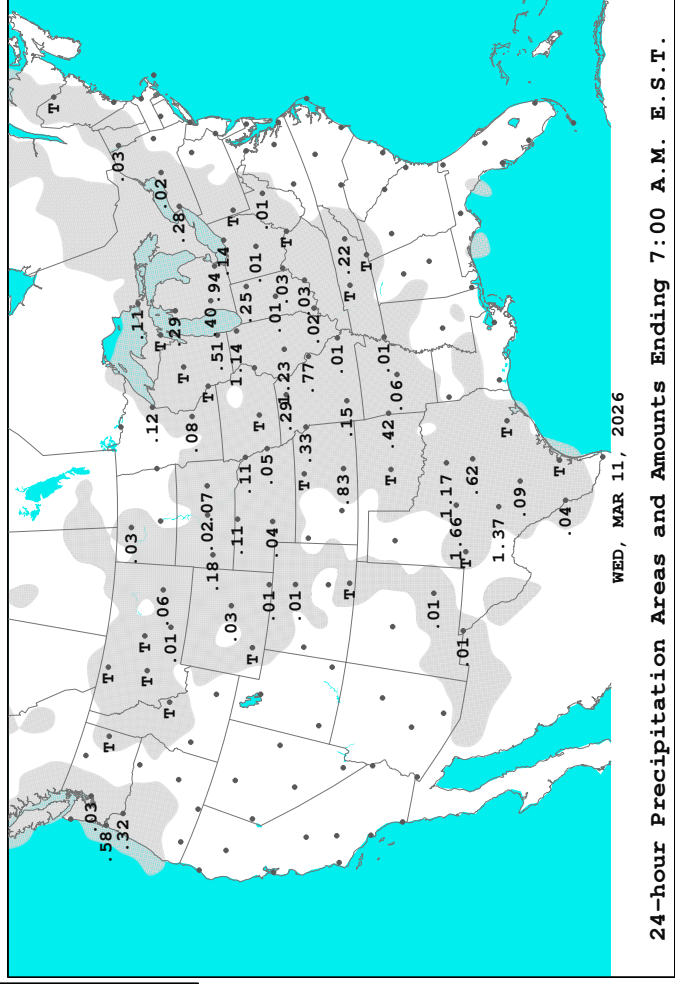 T
.03
.58
T
T
.03
.32
.03
.11
T
T
.12
T
.02
.06
T
.01
.29
.28
T
.08
.02
.07
T
.40
.18
.51
.94
.14
.03
T
.11
1.14
.11
.25
T
T
.01
.01
.01
.05
.04
.01
.03
.29
1.23
T
.01
T
.33
.77
.03
.02
.01
.83
.15
.22
T
T
T
.01
.42
T
.06
.01
1.17
1.66
.01
T
.62
1.37
T
.09
T
.04
WED, MAR 11, 2026
24-hour Precipitation Areas and Amounts Ending 7:00 A.M. E.S.T.